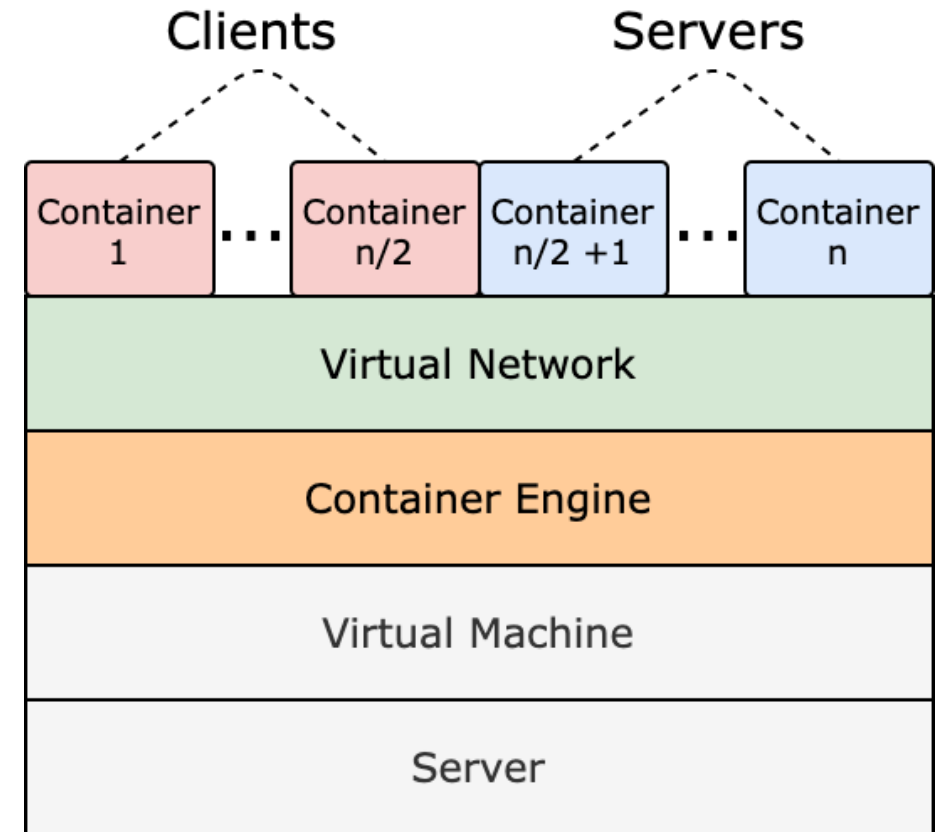 Clients Servers
Container Container Container Container
1 ... n/2 n/2 +1 ... n
Virtual Network
Container Engine
Virtual Machine
Server